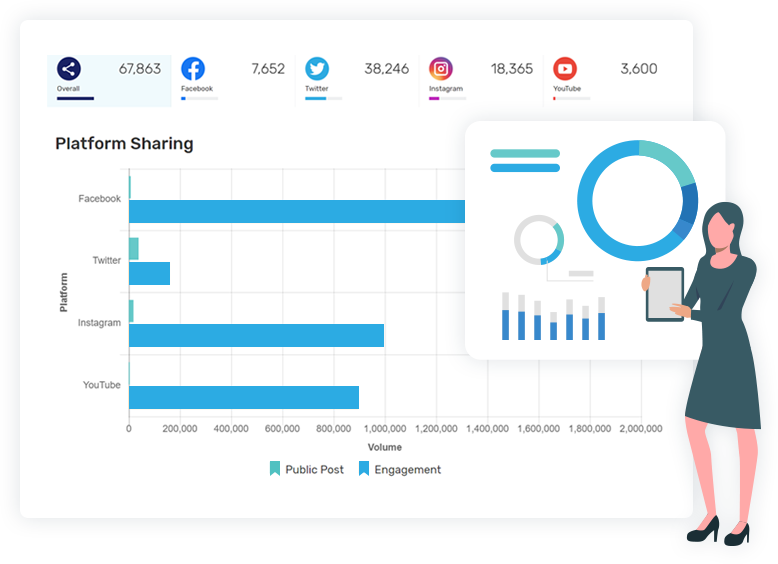 67,863
Overall
7,652
Facebook
38,246
Twitter
18,365
Instagram
3,600
YouTube
Platform Sharing
Facebook
Twitter
Instagram
YouTube
Platform
0
200,000
400,000
600,000
800,000
1,000,000
1,200,000
1,400,000
1,600,000
1,800,000
2,000,000
Volume
Public Post
Engagement